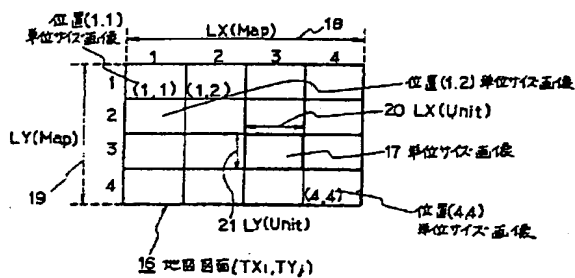 位置(1.1)
単位サイズ画像
LX(Map) 18
1 2 3 4
1 (1,1) (1,2)
位置(1.2)単位サイズ画像
2
20 LX(Unit)
LY(Map)
3
17 単位サイズ画像
19
4 (4,4)
21 LY(Unit)
位置(4,4)
単位サイズ画像
16 地図図面(TXi,TYj)